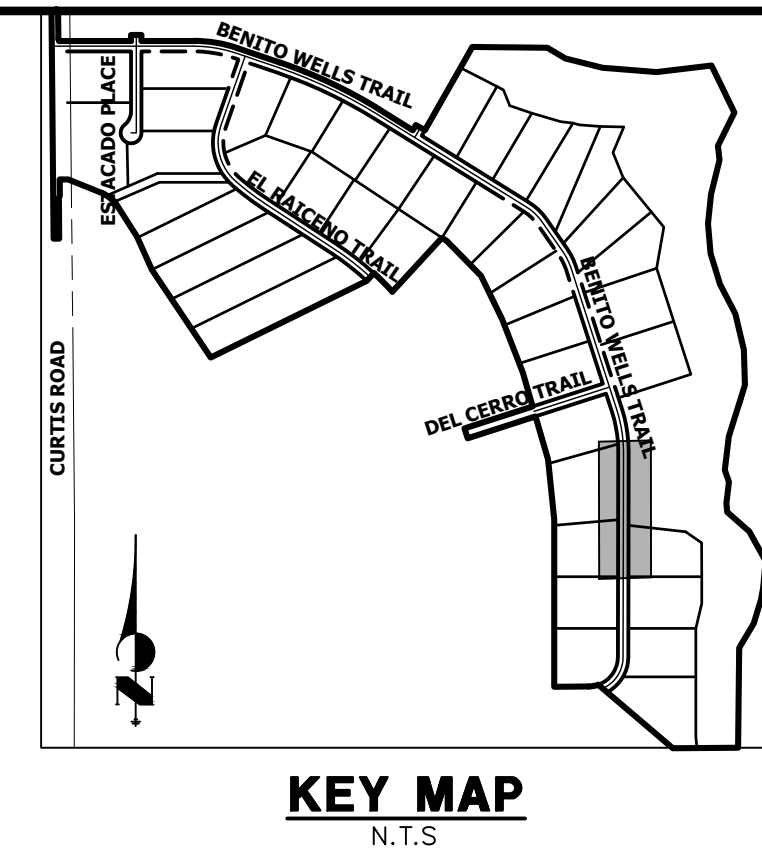 BENITO WELLS TRAIL
ESTACADO PLACE
EL RAICENO TRAIL
BENITO WELLS TRAIL
CURTIS ROAD
DEL CERRO TRAIL
N
KEY MAP
N.T.S